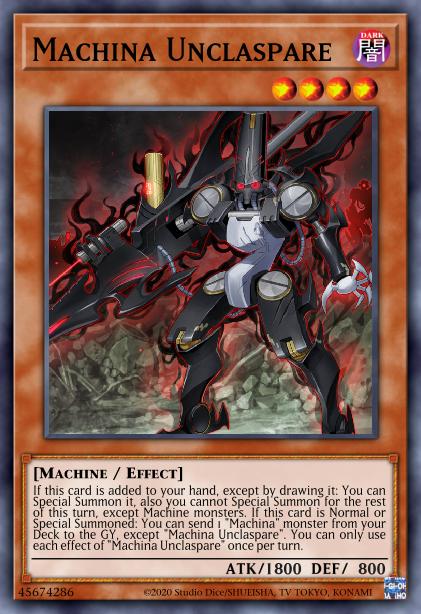 MACHINA UNCLASPARE
DARK
闇
[MACHINE / EFFECT]
If this card is added to your hand, except by drawing it: You can
Special Summon it, also you cannot Special Summon for the rest
of this turn, except Machine monsters. If this card is Normal or
Special Summoned: You can send 1 "Machina" monster from your
Deck to the GY, except "Machina Unclaspare". You can only use
each effect of "Machina Unclaspare" once per turn.
ATK/1800 DEF/ 800
45674286
©2020 Studio Dice/SHUEISHA, TV TOKYO, KONAMI